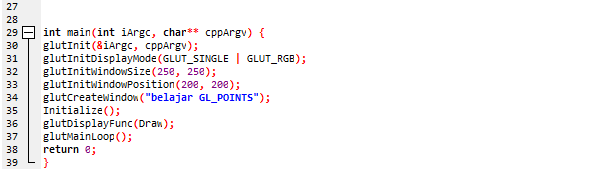 27
28
29 int main(int iArgc, char** cppArgv) {
30 glutInit(&iArgc, cppArgv);
31 glutInitDisplayMode(GLUT_SINGLE | GLUT_RGB);
32 glutInitWindowSize(250, 250);
33 glutInitWindowPosition(200, 200);
34 glutCreateWindow("belajar GL_POINTS");
35 Initialize();
36 glutDisplayFunc(Draw);
37 glutMainLoop();
38 return 0;
39 }